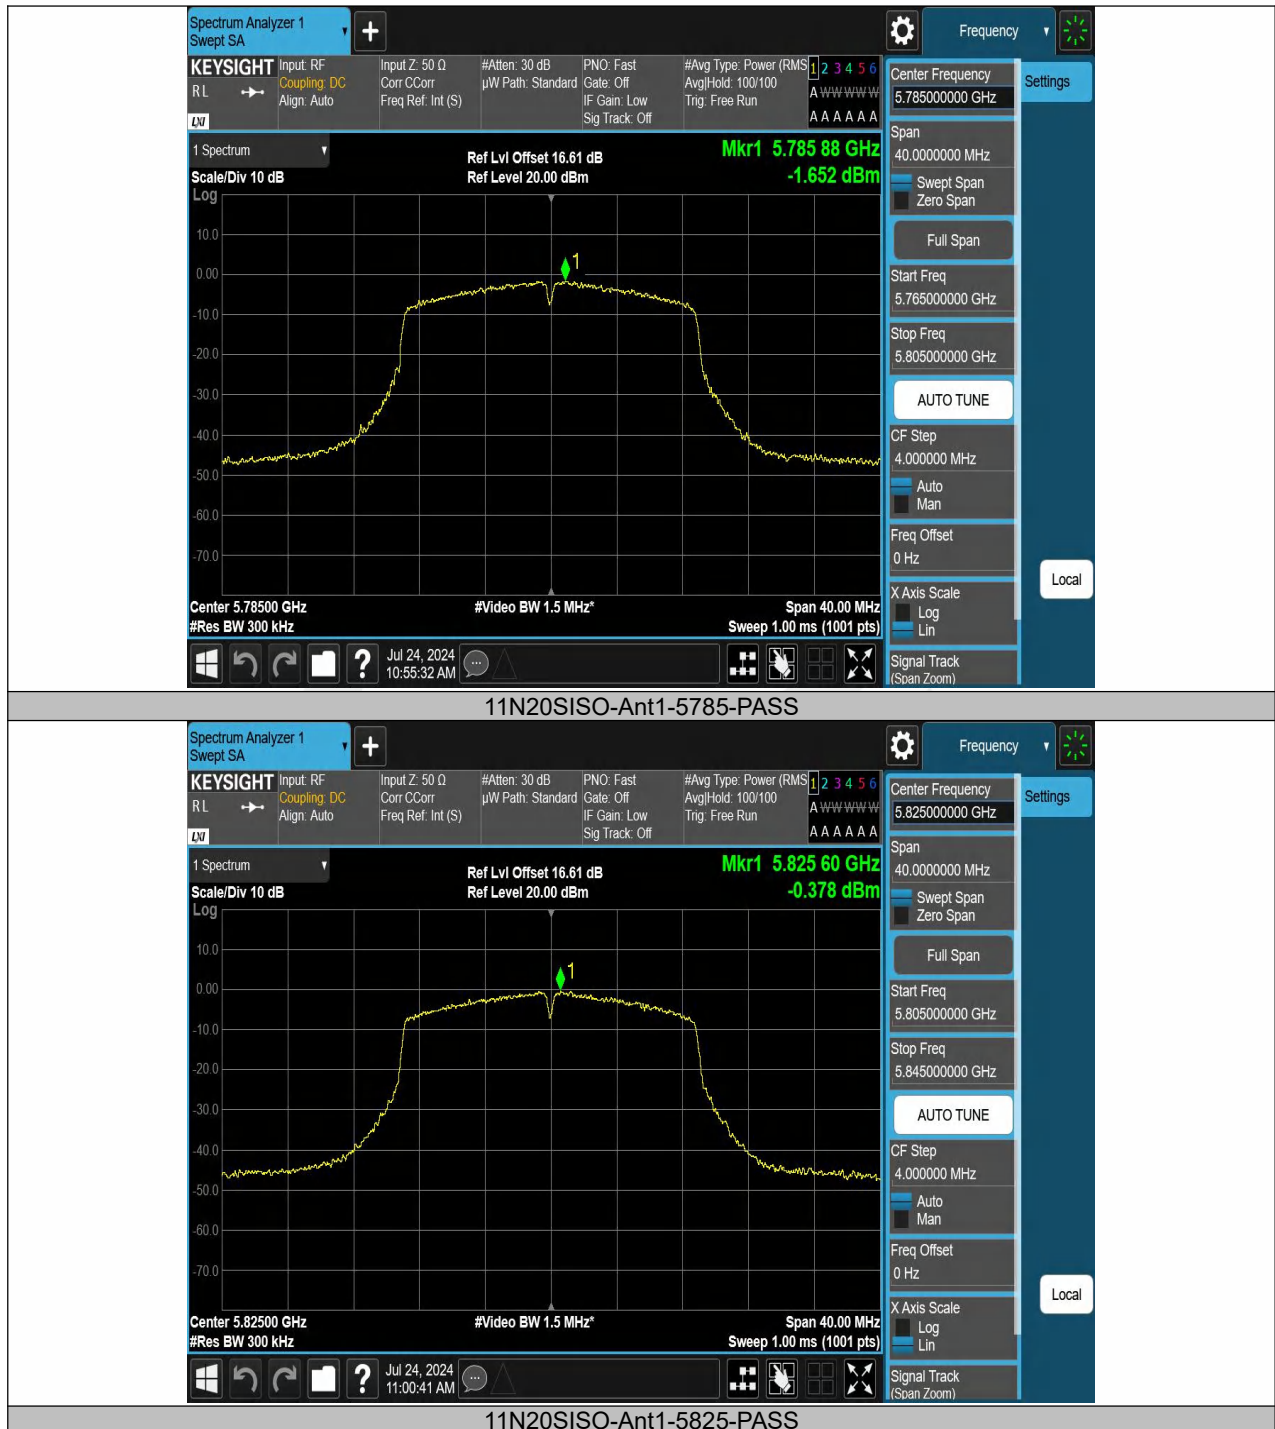 Spectrum Analyzer 1
Swept SA
+
Frequency
KEYSIGHT
R L
LXI
Input: RF
Coupling: DC
Align: Auto
Input Z: 50 Ω
Corr CCorr
Freq Ref: Int (S)
#Atten: 30 dB
µW Path: Standard
PNO: Fast
Gate: Off
IF Gain: Low
Sig Track: Off
#Avg Type: Power (RMS
Avg|Hold: 100/100
Trig: Free Run
1 2 3 4 5 6
A W W W W W
A A A A A A
1 Spectrum
Scale/Div 10 dB
Ref Lvl Offset 16.61 dB
Ref Level 20.00 dBm
Mkr1 5.785 88 GHz
-1.652 dBm
Log
10.0
0.00
-10.0
-20.0
-30.0
-40.0
-50.0
-60.0
-70.0
1
Center 5.78500 GHz
#Res BW 300 kHz
#Video BW 1.5 MHz*
Span 40.00 MHz
Sweep 1.00 ms (1001 pts)
Center Frequency
5.785000000 GHz
Settings
Span
40.0000000 MHz
Swept Span
Zero Span
Full Span
Start Freq
5.765000000 GHz
Stop Freq
5.805000000 GHz
AUTO TUNE
CF Step
4.000000 MHz
Auto
Man
Freq Offset
0 Hz
X Axis Scale
Log
Lin
Local
Signal Track
(Span Zoom)
?
Jul 24, 2024
10:55:32 AM
11N20SISO-Ant1-5785-PASS
Spectrum Analyzer 1
Swept SA
+
Frequency
KEYSIGHT
R L
LXI
Input: RF
Coupling: DC
Align: Auto
Input Z: 50 Ω
Corr CCorr
Freq Ref: Int (S)
#Atten: 30 dB
µW Path: Standard
PNO: Fast
Gate: Off
IF Gain: Low
Sig Track: Off
#Avg Type: Power (RMS
Avg|Hold: 100/100
Trig: Free Run
1 2 3 4 5 6
A W W W W W
A A A A A A
1 Spectrum
Scale/Div 10 dB
Ref Lvl Offset 16.61 dB
Ref Level 20.00 dBm
Mkr1 5.825 60 GHz
-0.378 dBm
Log
10.0
0.00
-10.0
-20.0
-30.0
-40.0
-50.0
-60.0
-70.0
1
Center 5.82500 GHz
#Res BW 300 kHz
#Video BW 1.5 MHz*
Span 40.00 MHz
Sweep 1.00 ms (1001 pts)
Center Frequency
5.825000000 GHz
Settings
Span
40.0000000 MHz
Swept Span
Zero Span
Full Span
Start Freq
5.805000000 GHz
Stop Freq
5.845000000 GHz
AUTO TUNE
CF Step
4.000000 MHz
Auto
Man
Freq Offset
0 Hz
X Axis Scale
Log
Lin
Local
Signal Track
(Span Zoom)
?
Jul 24, 2024
11:00:41 AM
11N20SISO-Ant1-5825-PASS